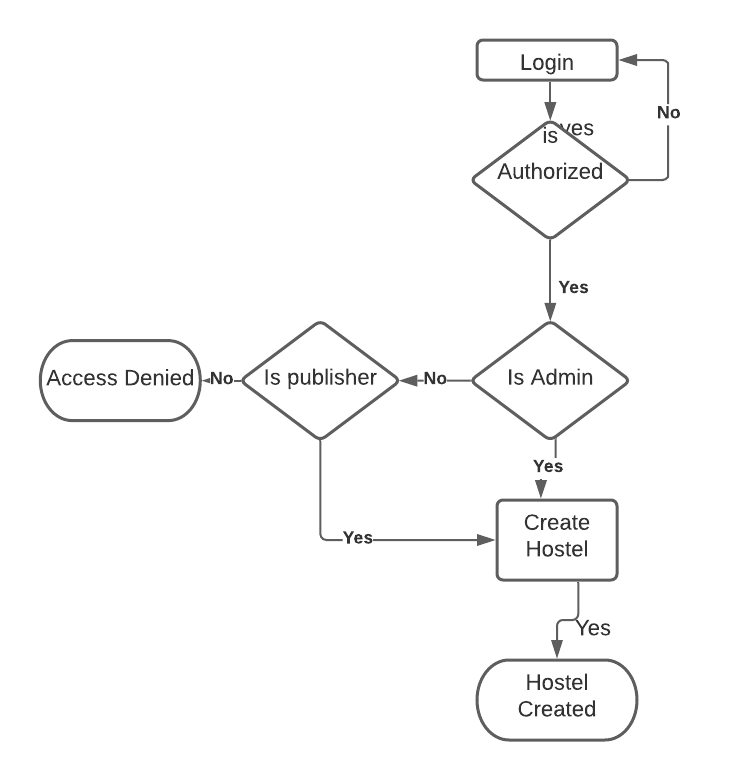 Login
No
yes
is
Authorized
Yes
Access Denied
No
Is publisher
No
Is Admin
Yes
Create
Hostel
Yes
Yes
Hostel
Created